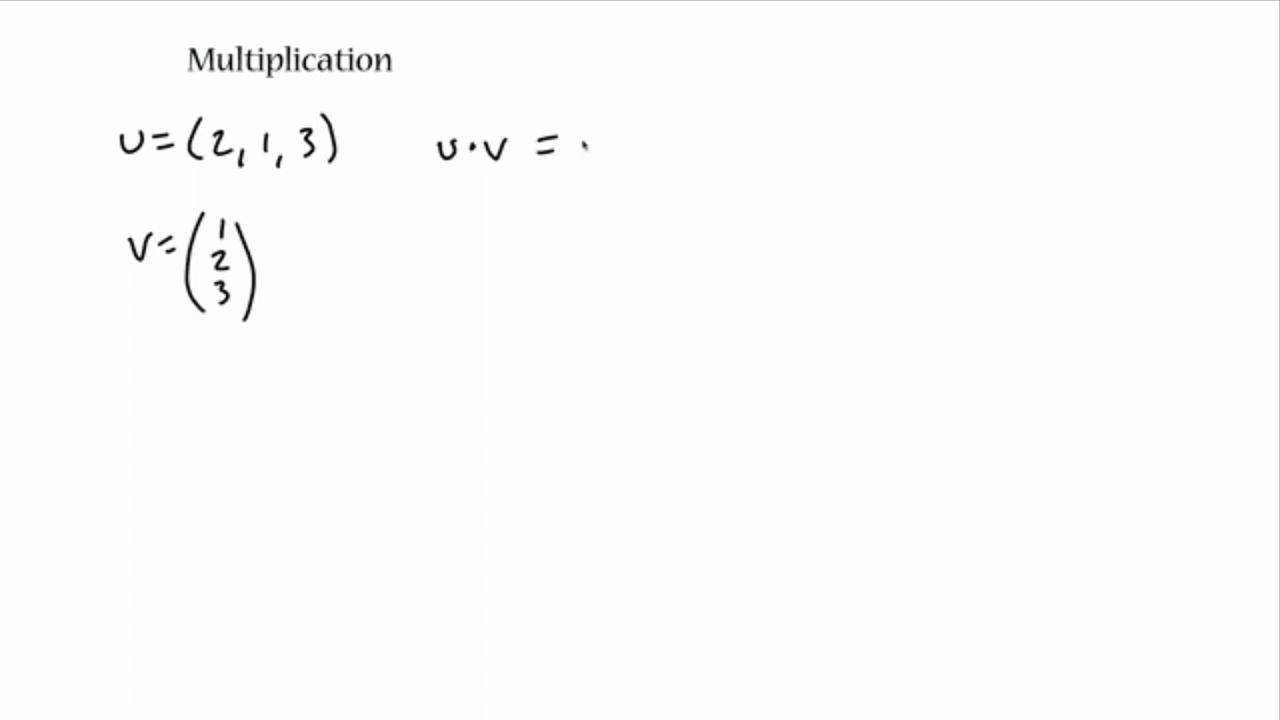 Multiplication
u=(2, 1, 3) u·v =
v=(1
2
3)